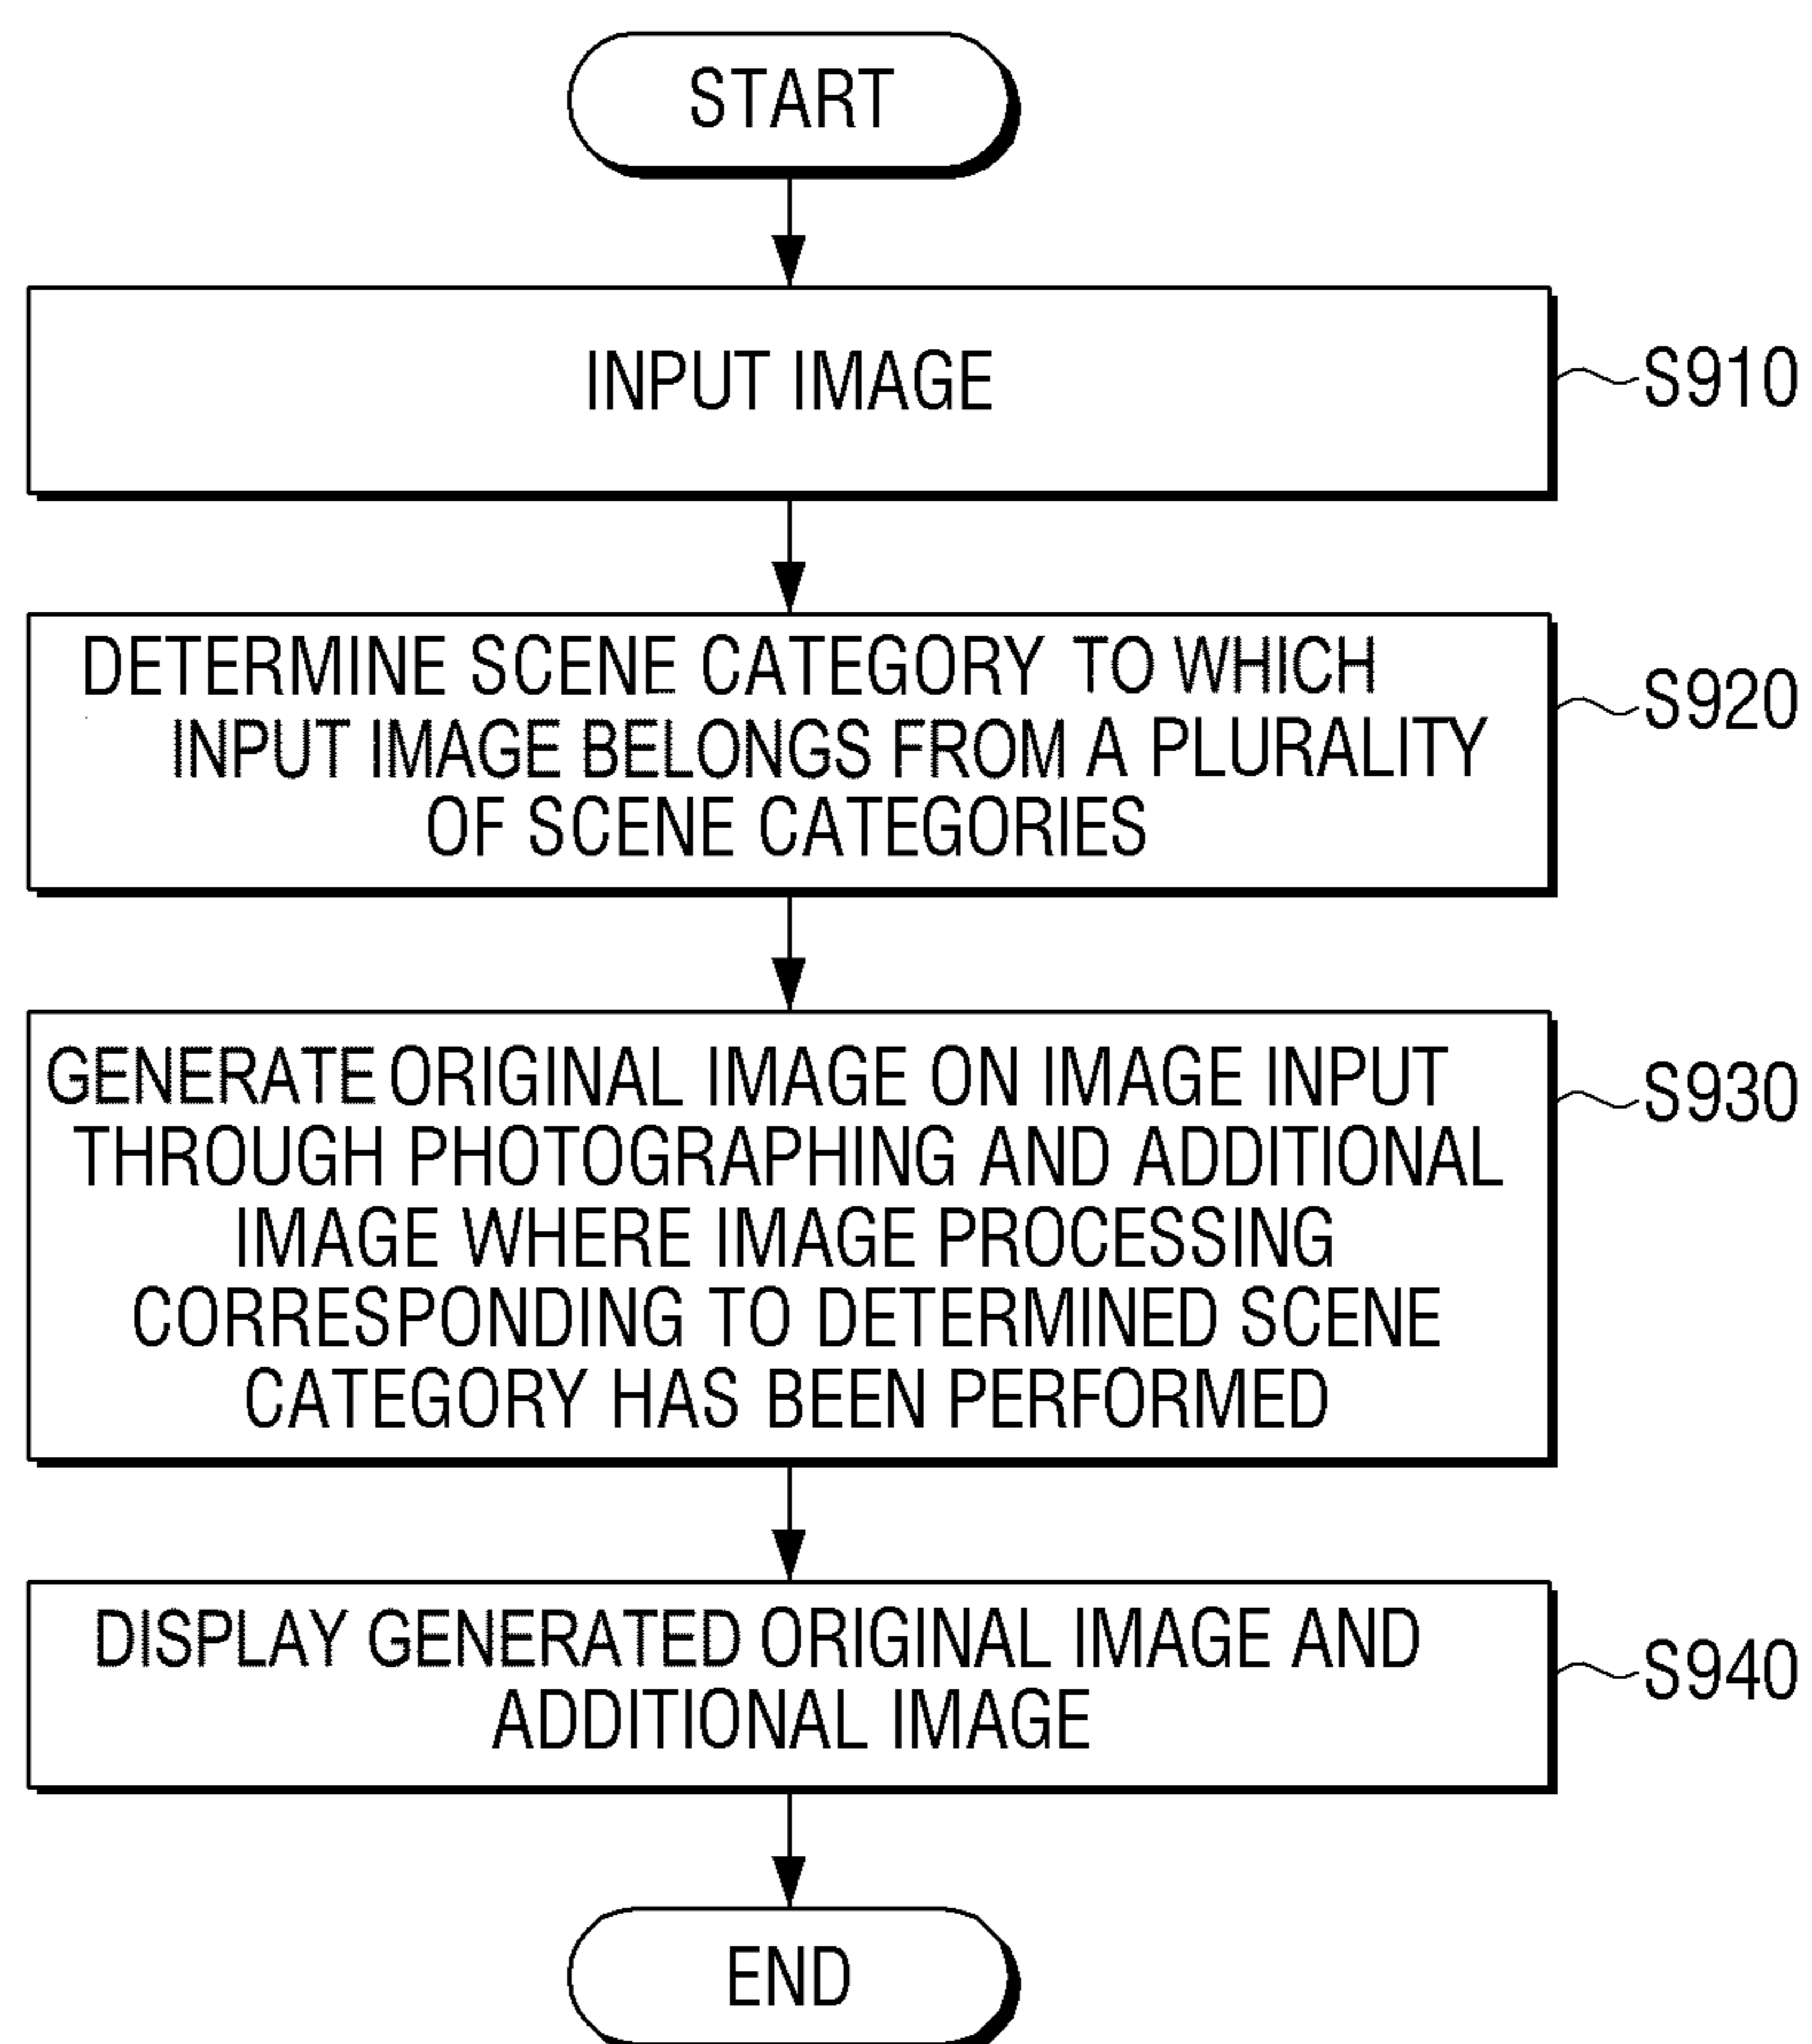 START
INPUT IMAGE
S910
DETERMINE SCENE CATEGORY TO WHICH
INPUT IMAGE BELONGS FROM A PLURALITY
OF SCENE CATEGORIES
S920
GENERATE ORIGINAL IMAGE ON IMAGE INPUT
THROUGH PHOTOGRAPHING AND ADDITIONAL
IMAGE WHERE IMAGE PROCESSING
CORRESPONDING TO DETERMINED SCENE
CATEGORY HAS BEEN PERFORMED
S930
DISPLAY GENERATED ORIGINAL IMAGE AND
ADDITIONAL IMAGE
S940
END